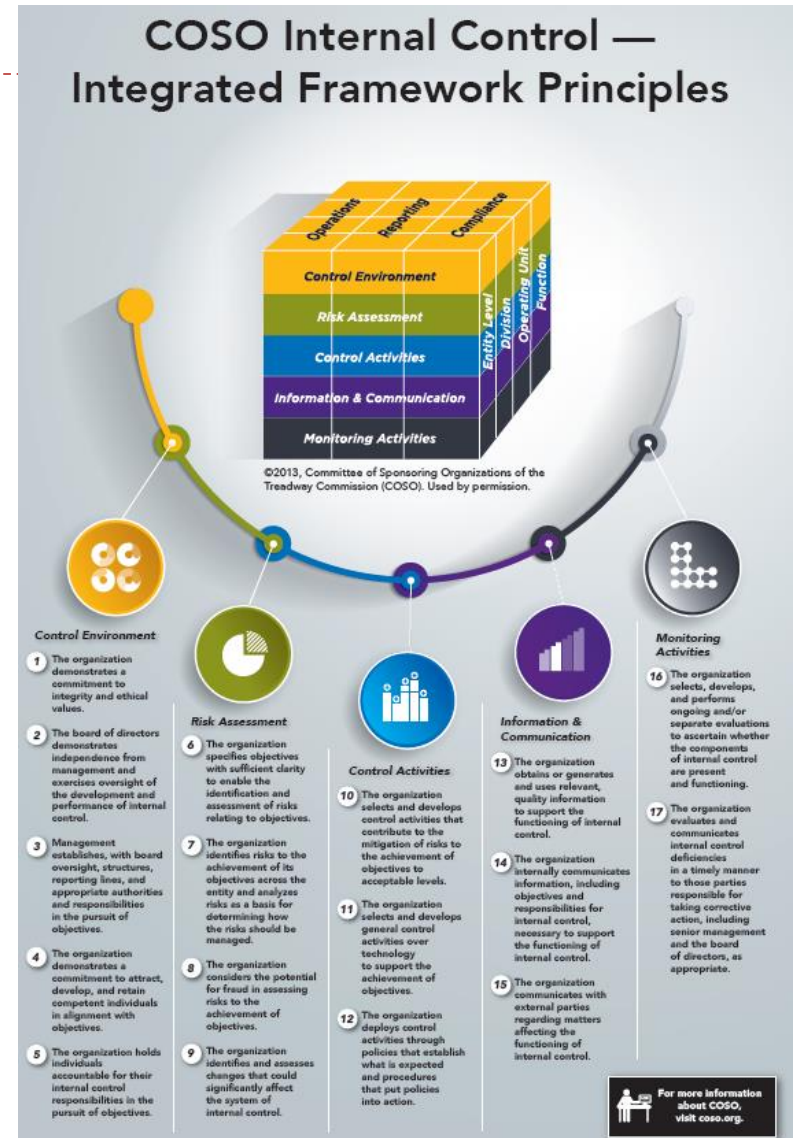 COSO Internal Control —
Integrated Framework Principles
Operations
Reporting
Compliance
Control Environment
Risk Assessment
Control Activities
Information & Communication
Monitoring Activities
Entity Level
Division
Operating Unit
Function
©2013, Committee of Sponsoring Organizations of the
Treadway Commission (COSO). Used by permission.
Control Environment
1 The organization
demonstrates a
commitment to
integrity and ethical
values.
2 The board of directors
demonstrates
independence from
management and
exercises oversight of
the development and
performance of internal
control.
3 Management
establishes, with board
oversight, structures,
reporting lines, and
appropriate authorities
and responsibilities
in the pursuit of
objectives.
4 The organization
demonstrates a
commitment to attract,
develop, and retain
competent individuals
in alignment with
objectives.
5 The organization holds
individuals
accountable for their
internal control
responsibilities in the
pursuit of objectives.
Risk Assessment
6 The organization
specifies objectives
with sufficient clarity
to enable the
identification and
assessment of risks
relating to objectives.
7 The organization
identifies risks to the
achievement of its
objectives across the
entity and analyzes
risks as a basis for
determining how
the risks should be
managed.
8 The organization
considers the potential
for fraud in assessing
risks to the
achievement of
objectives.
9 The organization
identifies and assesses
changes that could
significantly affect
the system of
internal control.
Control Activities
10 The organization
selects and develops
control activities that
contribute to the
mitigation of risks to
the achievement of
objectives to
acceptable levels.
11 The organization
selects and develops
general control
activities over
technology
to support the
achievement of
objectives.
12 The organization
deploys control
activities through
policies that establish
what is expected
and procedures
that put policies
into action.
Information &
Communication
13 The organization
obtains or generates
and uses relevant,
quality information
to support the
functioning of internal
control.
14 The organization
internally communicates
information, including
objectives and
responsibilities for
internal control,
necessary to support
the functioning of
internal control.
15 The organization
communicates with
external parties
regarding matters
affecting the
functioning of
internal control.
Monitoring
Activities
16 The organization
selects, develops,
and performs
ongoing and/or
separate evaluations
to ascertain whether
the components
of internal control
are present
and functioning.
17 The organization
evaluates and
communicates
internal control
deficiencies
in a timely manner
to those parties
responsible for
taking corrective
action, including
senior management
and the board
of directors, as
appropriate.
For more information
about COSO,
visit coso.org.